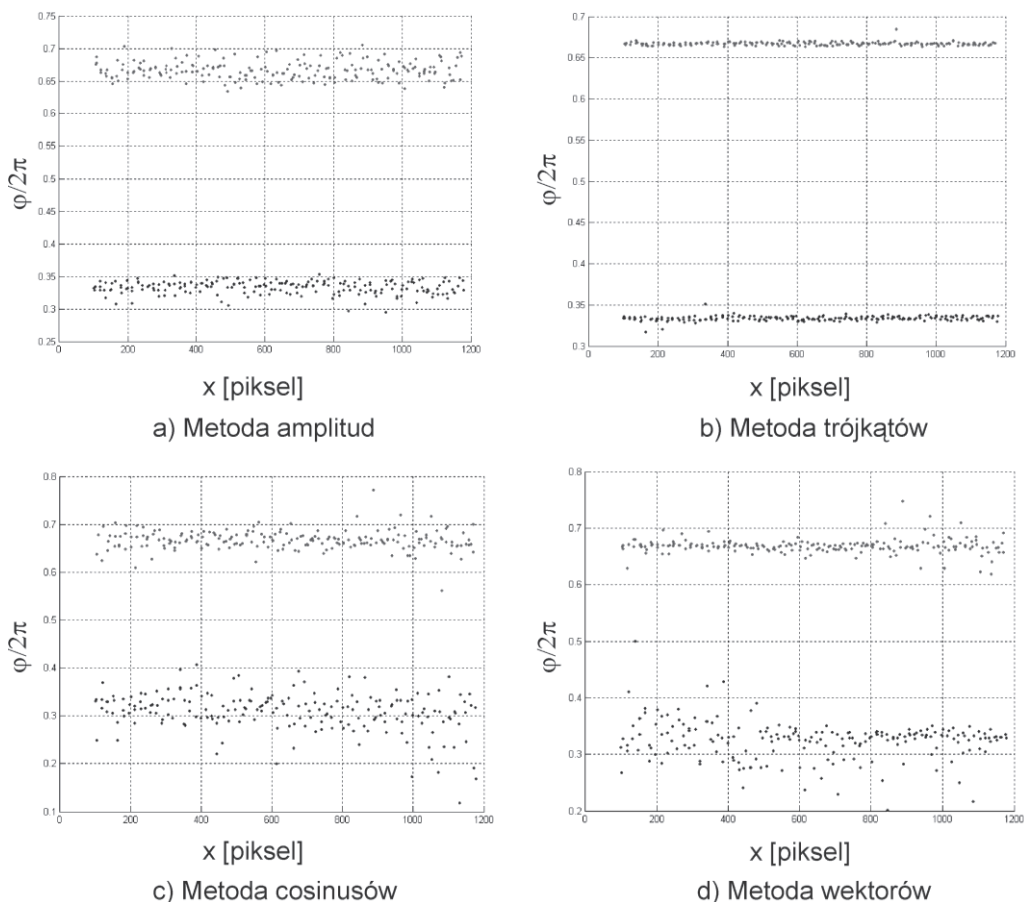 0.75
0.7
0.65
0.6
0.55
0.5
0.45
0.4
0.35
0.3
0.25
0 200 400 600 800 1000 1200
φ/2π
x [piksel]
a) Metoda amplitud
0.7
0.65
0.6
0.55
0.5
0.45
0.4
0.35
0.3
0 200 400 600 800 1000 1200
φ/2π
x [piksel]
b) Metoda trójkątów
0.8
0.7
0.6
0.5
0.4
0.3
0.2
0.1
0 200 400 600 800 1000 1200
φ/2π
x [piksel]
c) Metoda cosinusów
0.8
0.7
0.6
0.5
0.4
0.3
0.2
0 200 400 600 800 1000 1200
φ/2π
x [piksel]
d) Metoda wektorów